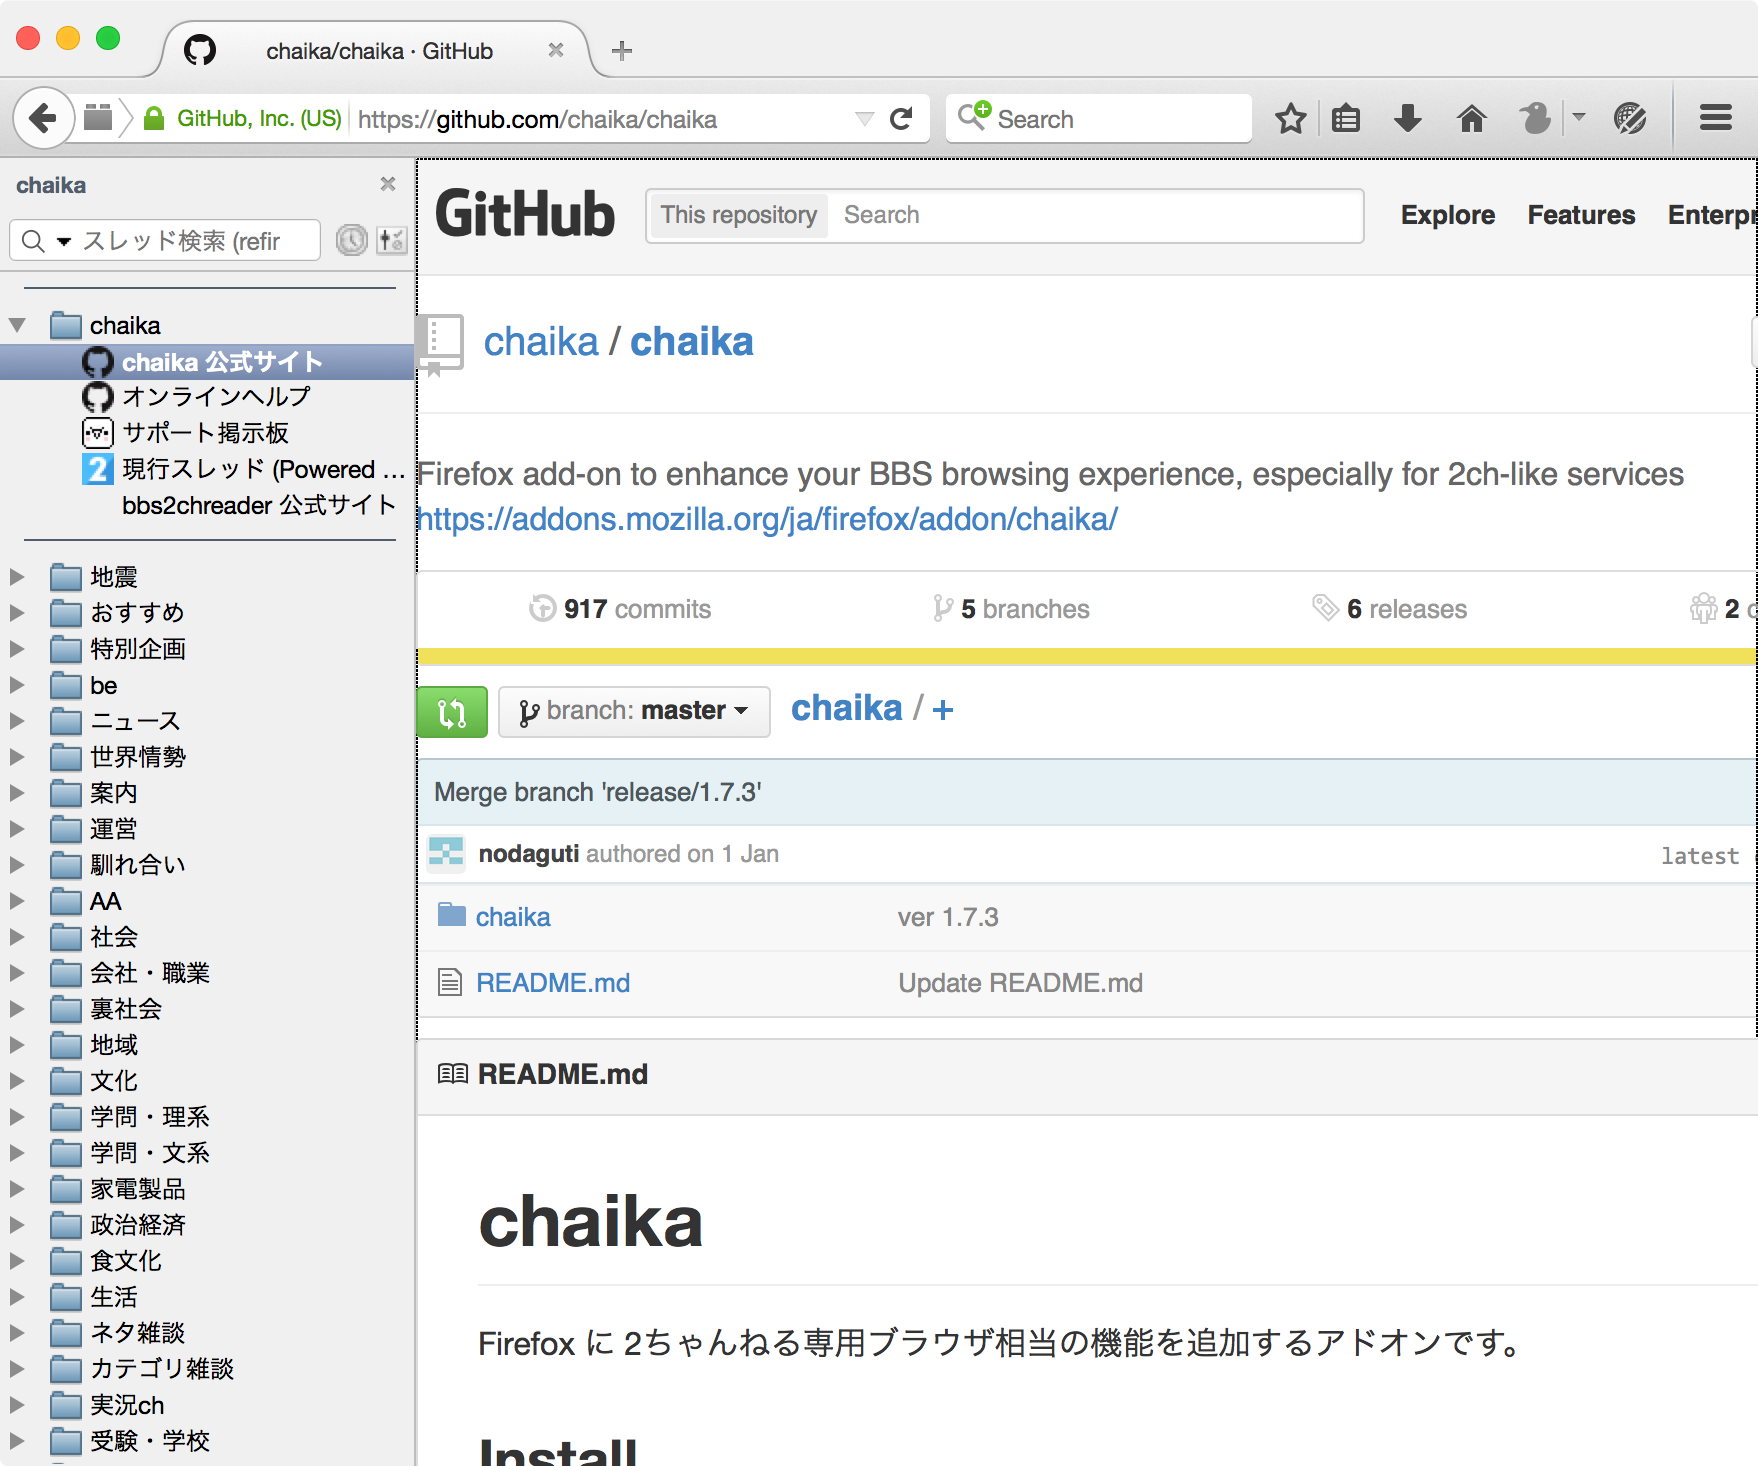 chaika/chaika · GitHub
GitHub, Inc. (US) https://github.com/chaika/chaika
Search
chaika
スレッド検索 (refin
chaika
chaika 公式サイト
オンラインヘルプ
サポート掲示板
2 現行スレッド (Powered ...
bbs2chreader 公式サイト
地震
おすすめ
特別企画
be
ニュース
世界情勢
案内
運営
馴れ合い
AA
社会
会社・職業
裏社会
地域
文化
学問・理系
学問・文系
家電製品
政治経済
食文化
生活
ネタ雑談
カテゴリ雑談
実況ch
受験・学校
GitHub This repository Search Explore Features Enterpr
chaika / chaika
Firefox add-on to enhance your BBS browsing experience, especially for 2ch-like services
https://addons.mozilla.org/ja/firefox/addon/chaika/
917 commits 5 branches 6 releases 2 c
branch: master chaika / +
Merge branch 'release/1.7.3'
nodaguti authored on 1 Jan latest
chaika ver 1.7.3
README.md Update README.md
README.md
chaika
Firefox に 2ちゃんねる専用ブラウザ相当の機能を追加するアドオンです。
Install